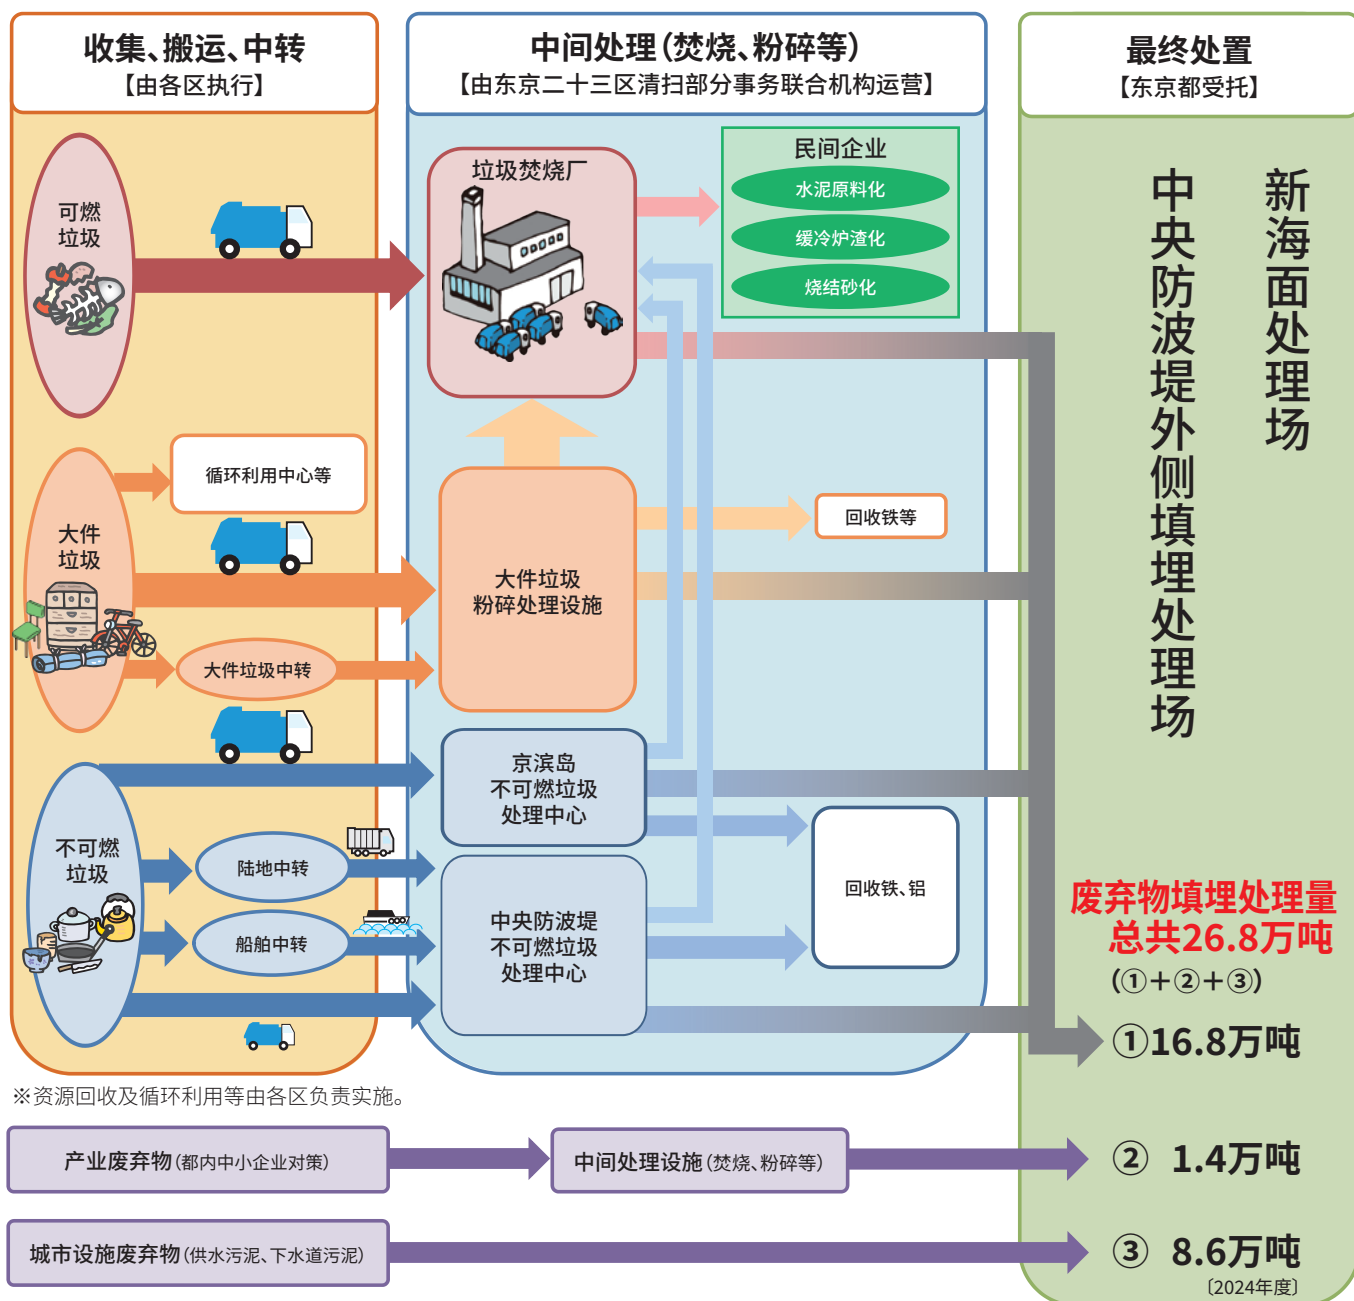 收集、搬运、中转
【由各区执行】
中间处理（焚烧、粉碎等）
【由东京二十三区清扫部分事务联合机构运营】
最终处置
【东京都受托】
可燃
垃圾
垃圾焚烧厂
民间企业
水泥原料化
缓冷炉渣化
烧结砂化
新海面处理场
中央防波堤外侧填埋处理场
大件
垃圾
循环利用中心等
大件垃圾中转
大件垃圾
粉碎处理设施
回收铁等
不可燃
垃圾
陆地中转
船舶中转
京滨岛
不可燃垃圾
处理中心
中央防波堤
不可燃垃圾
处理中心
回收铁、铝
废弃物填埋处理量
总共26.8万吨
（①＋②＋③）
①16.8万吨
※资源回收及循环利用等由各区负责实施。
产业废弃物（都内中小企业对策）
中间处理设施（焚烧、粉碎等）
② 1.4万吨
城市设施废弃物（供水污泥、下水道污泥）
③ 8.6万吨
〔2024年度〕